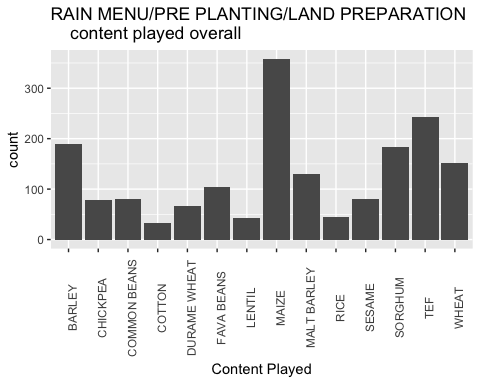 RAIN MENU/PRE PLANTING/LAND PREPARATION
content played overall
count
300
200
100
0
BARLEY
CHICKPEA
COMMON BEANS
COTTON
DURAME WHEAT
FAVA BEANS
LENTIL
MAIZE
MALT BARLEY
RICE
SESAME
SORGHUM
TEF
WHEAT
Content Played